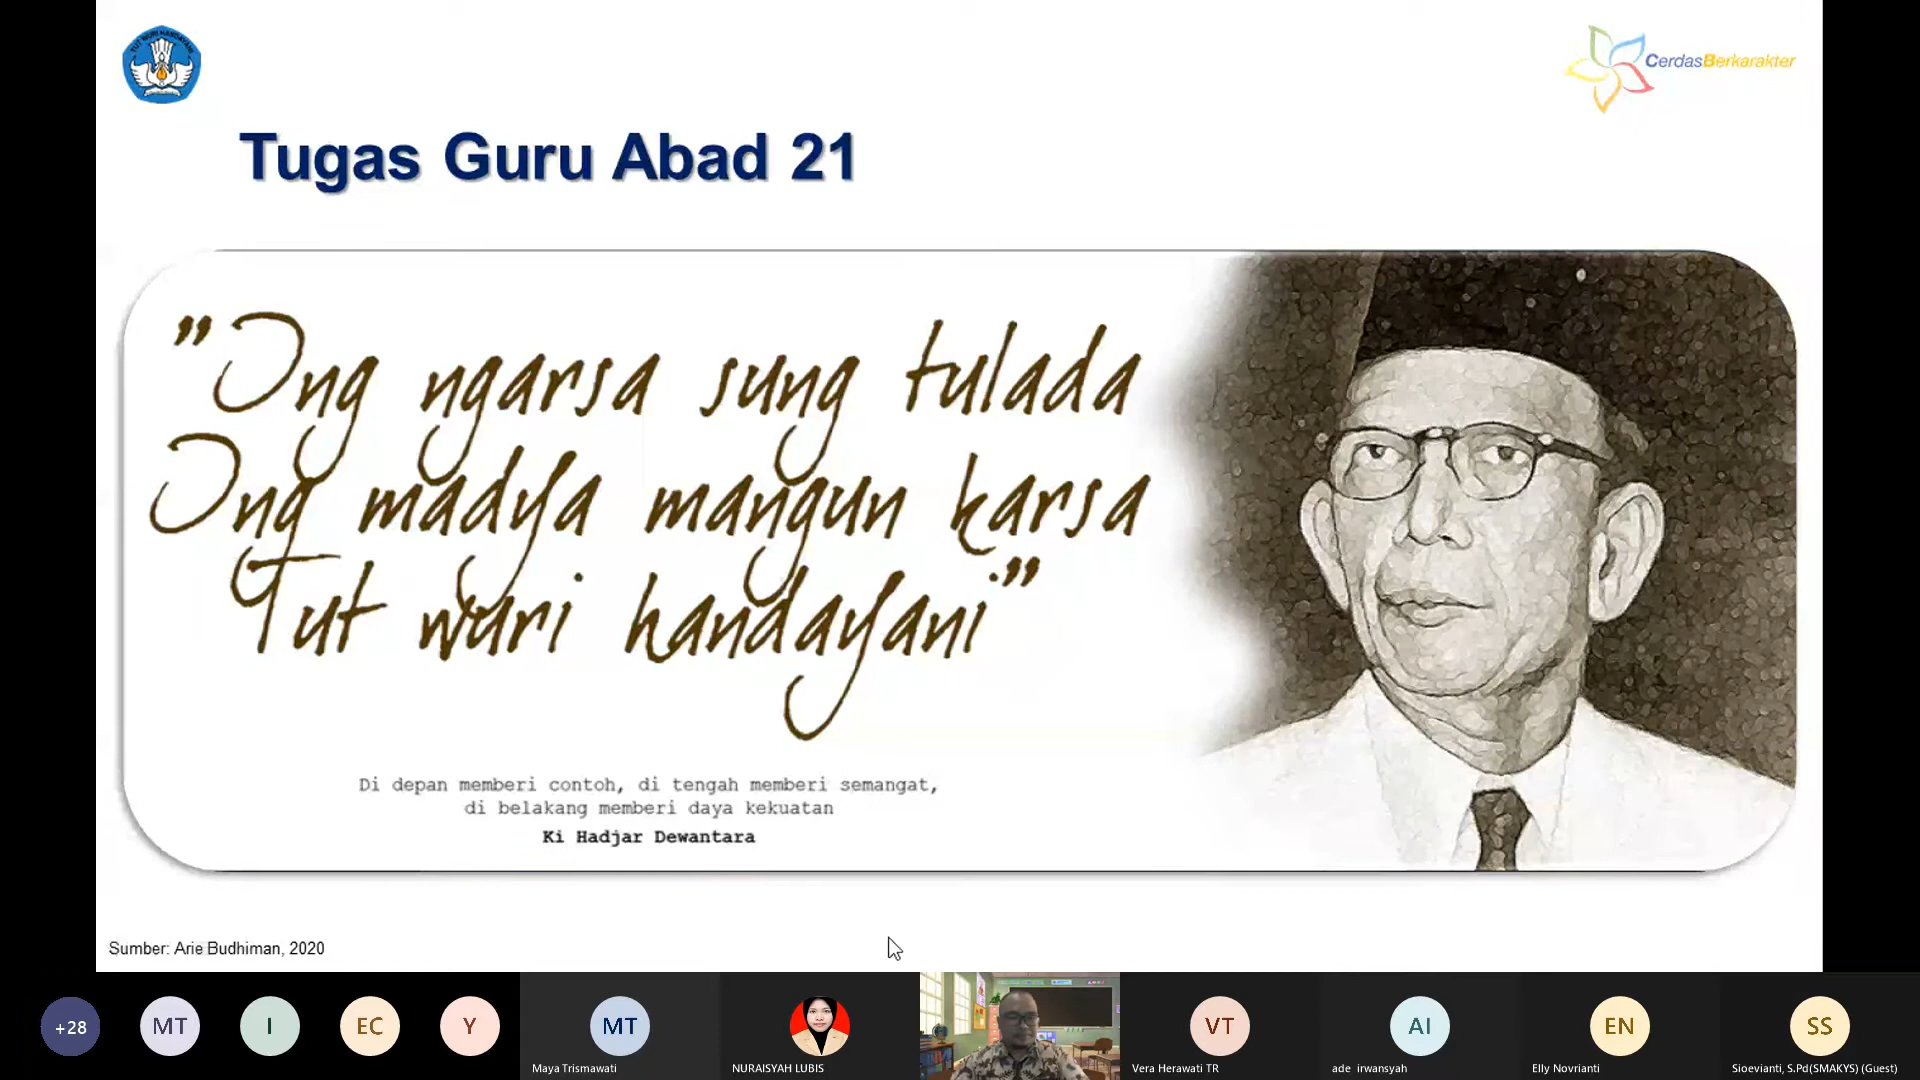 TUT WURI HANDAYANI
CerdasBerkarakter
Tugas Guru Abad 21
"Ing ngarsa sung tulada
Ing madya mangun karsa
Tut wuri handayani"
Di depan memberi contoh, di tengah memberi semangat,
di belakang memberi daya kekuatan
Ki Hadjar Dewantara
Sumber: Arie Budhiman, 2020
+28
MT
I
EC
Y
MT
VT
AI
EN
SS
Maya Trismawati
NURAISYAH LUBIS
Vera Herawati TR
ade irwansyah
Elly Novrianti
Sioevianti, S.Pd(SMAKYS) (Guest)